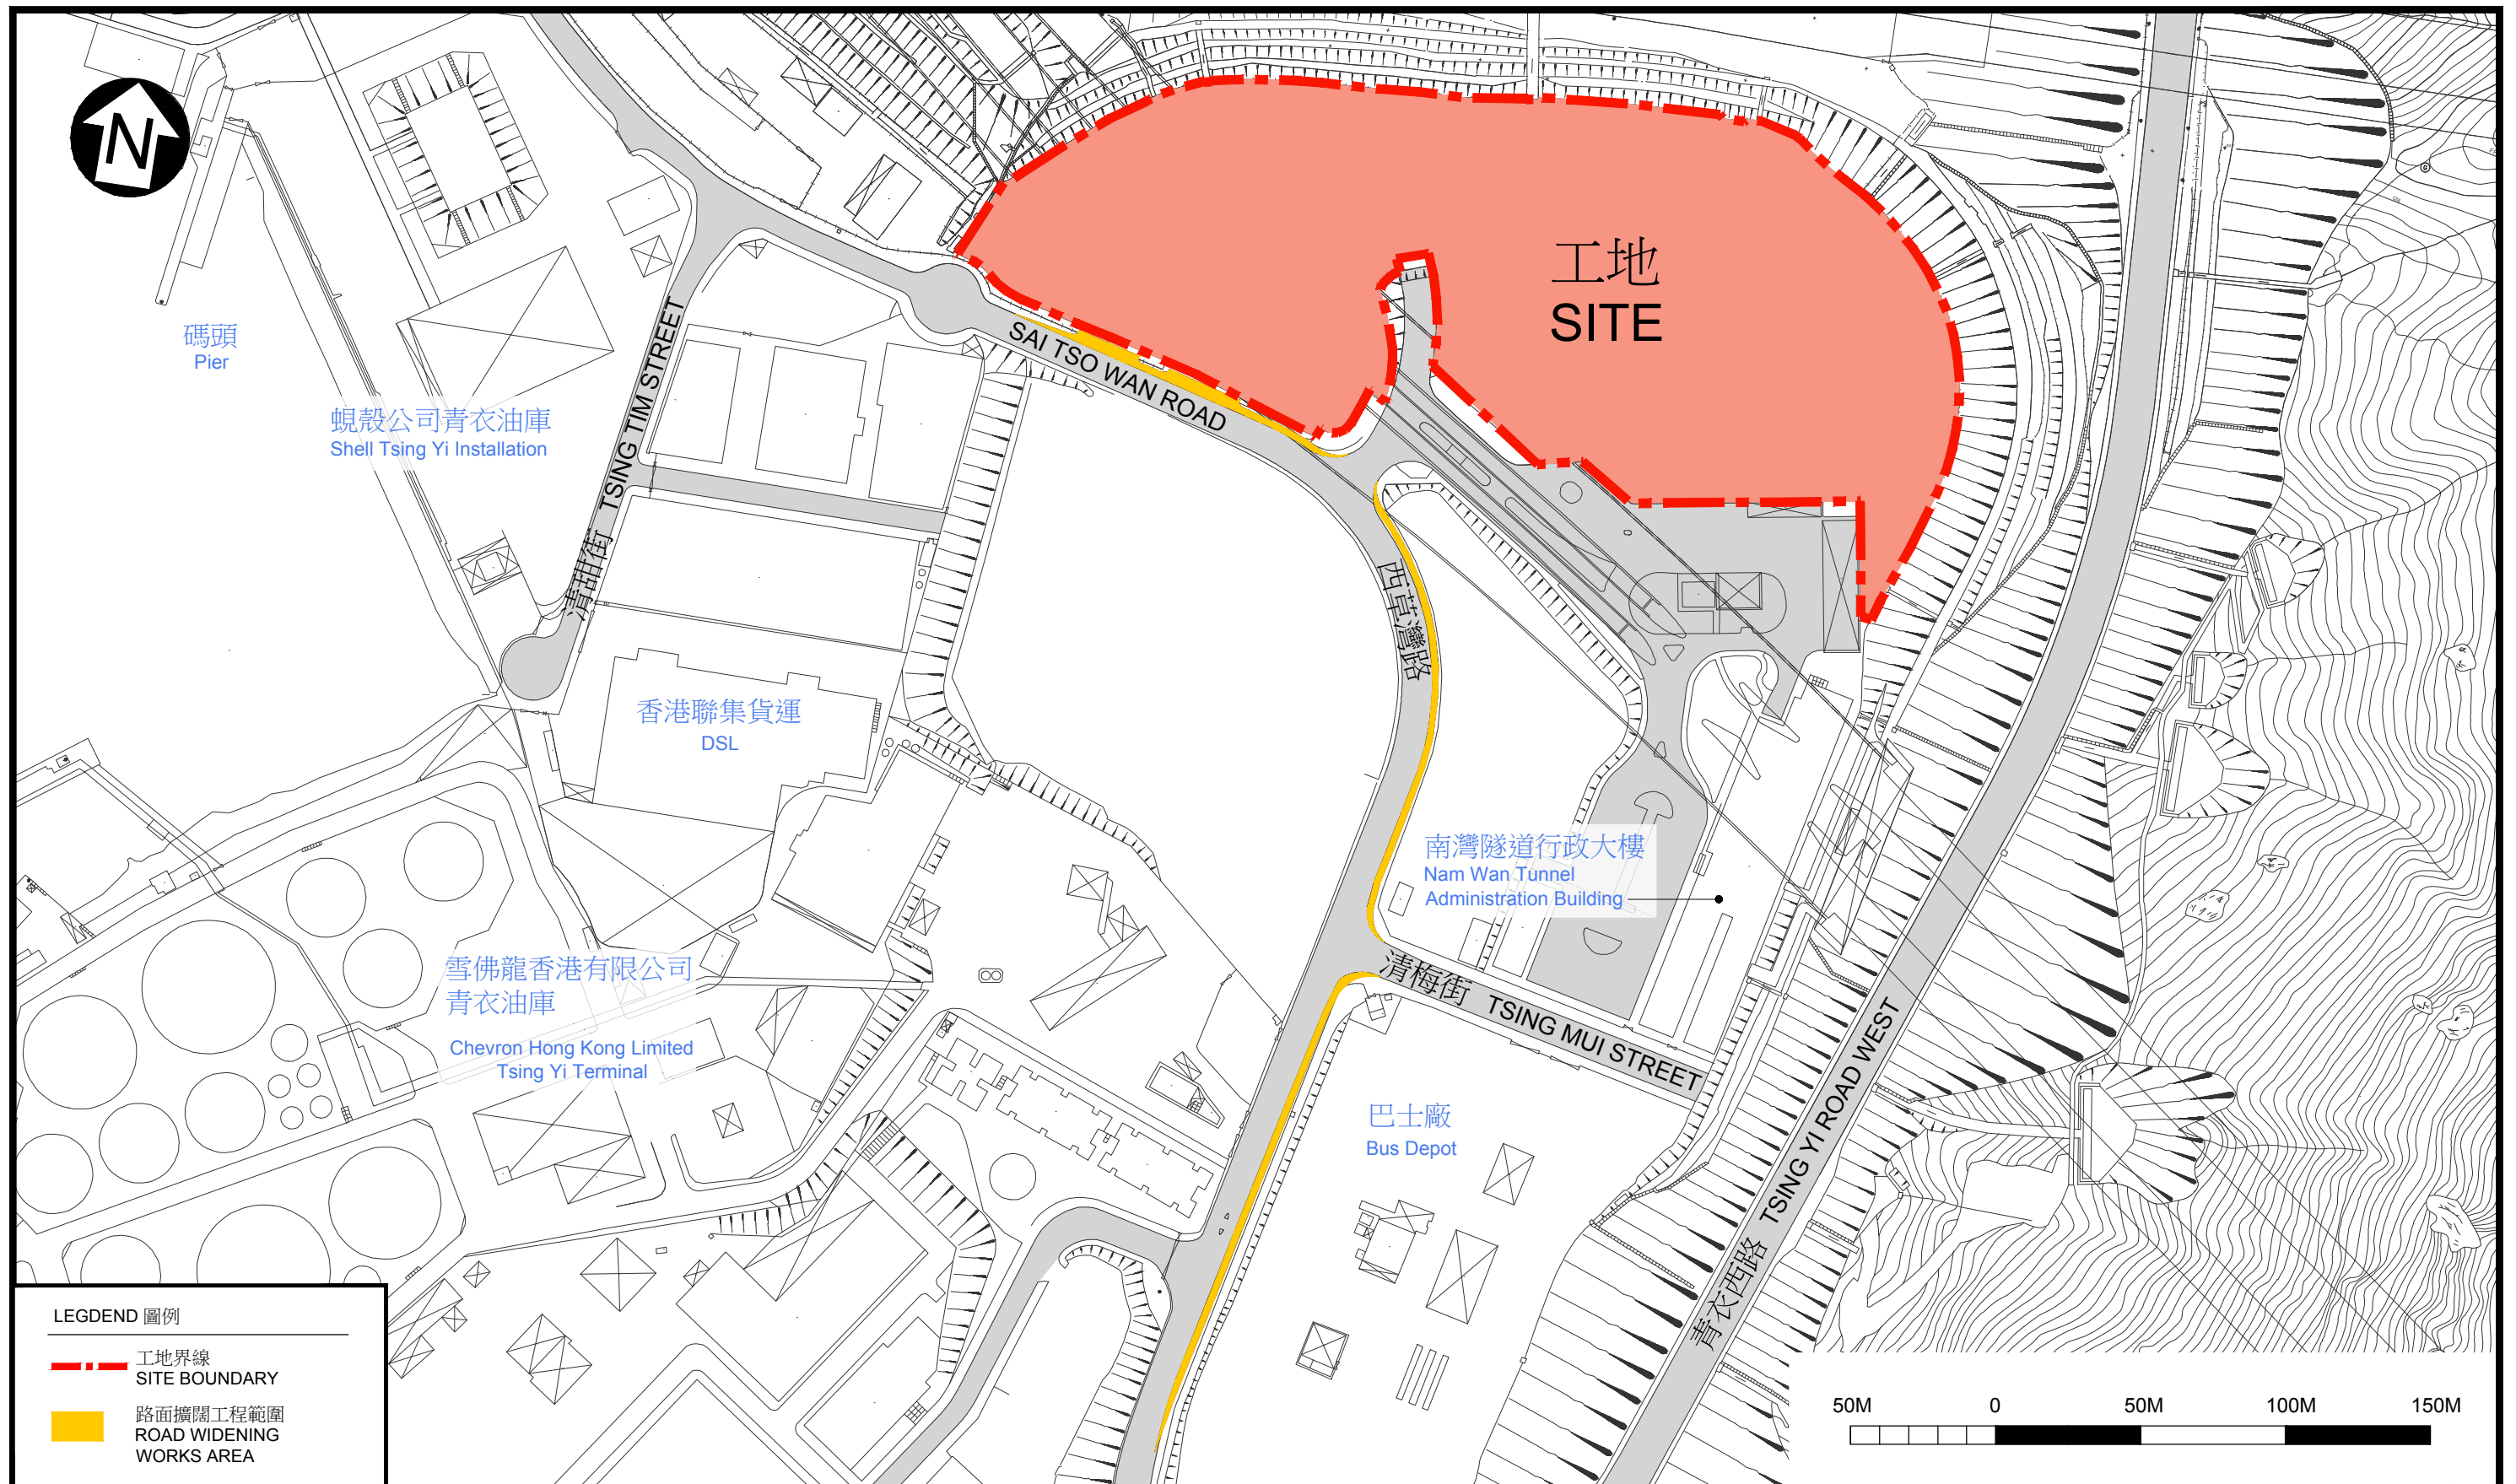 N
工地
SITE
碼頭
Pier
蜆殼公司青衣油庫
Shell Tsing Yi Installation
清甜街 TSING TIM STREET
SAI TSO WAN ROAD
西草灣路
香港聯集貨運
DSL
南灣隧道行政大樓
Nam Wan Tunnel
Administration Building
雪佛龍香港有限公司
青衣油庫
Chevron Hong Kong Limited
Tsing Yi Terminal
清梅街 TSING MUI STREET
巴士廠
Bus Depot
青衣西路 TSING YI ROAD WEST
LEGDEND 圖例
工地界線
SITE BOUNDARY
路面擴闊工程範圍
ROAD WIDENING
WORKS AREA
50M 0 50M 100M 150M